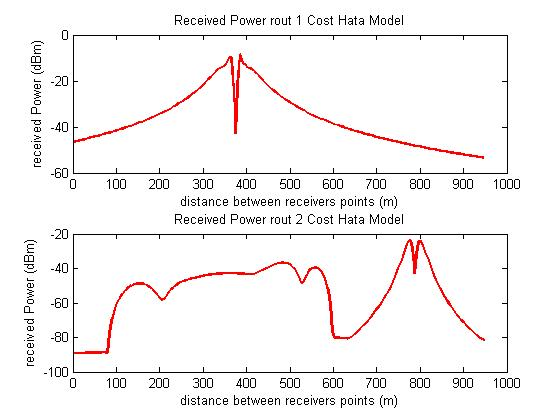 Received Power rout 1 Cost Hata Model
received Power (dBm)
0
-20
-40
-60
0 100 200 300 400 500 600 700 800 900 1000
distance between receivers points (m)
Received Power rout 2 Cost Hata Model
received Power (dBm)
-20
-40
-60
-80
-100
0 100 200 300 400 500 600 700 800 900 1000
distance between receivers points (m)